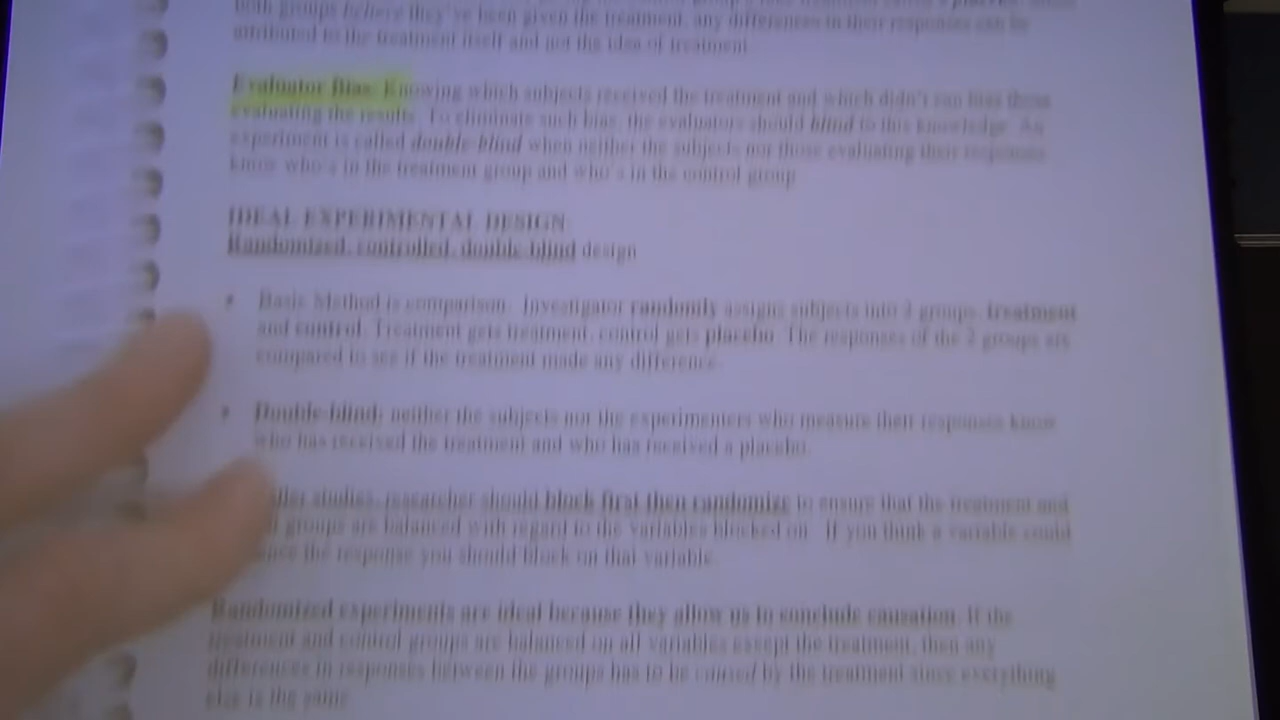 both groups believe they've been given the treatment, any differences in their responses can be
attributed to the treatment itself and not the idea of treatment
Evaluator Bias: Knowing which subjects received the treatment and which didn't can bias those
evaluating the results. To eliminate such bias, the evaluators should blind to this knowledge. An
experiment is called double-blind when neither the subjects nor those evaluating their responses
know who's in the treatment group and who's in the control group
IDEAL EXPERIMENTAL DESIGN
Randomized, controlled, double-blind design
• Basic Method is comparison. Investigator randomly assigns subjects into 2 groups, treatment
and control. Treatment gets treatment, control gets placebo. The responses of the 2 groups are
compared to see if the treatment made any difference.
• Double-blind: neither the subjects not the experimenters who measure their responses know
who has received the treatment and who has received a placebo.
studies, researcher should block first then randomize to ensure that the treatment and
groups are balanced with regard to the variables blocked on. If you think a variable could
the response you should block on that variable.
Randomized experiments are ideal because they allow us to conclude causation. If the
treatment and control groups are balanced on all variables except the treatment, then any
differences in responses between the groups has to be caused by the treatment since everything
else is the same